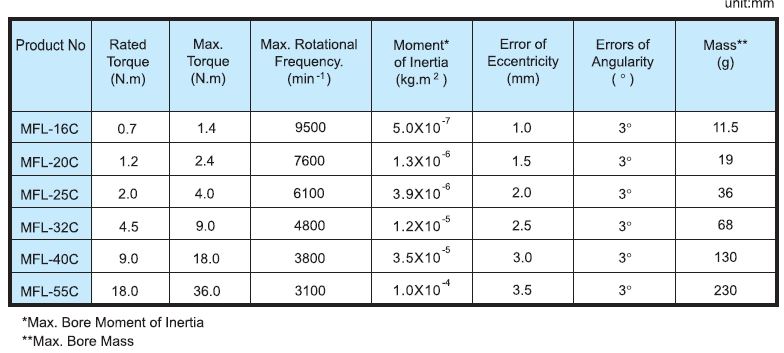 unit:mm
Product No Rated Torque (N.m) Max. Torque (N.m) Max. Rotational Frequency. (min⁻¹) Moment* of Inertia (kg.m²) Error of Eccentricity (mm) Errors of Angularity (°) Mass** (g)
MFL-16C 0.7 1.4 9500 5.0X10⁻⁷ 1.0 3° 11.5
MFL-20C 1.2 2.4 7600 1.3X10⁻⁶ 1.5 3° 19
MFL-25C 2.0 4.0 6100 3.9X10⁻⁶ 2.0 3° 36
MFL-32C 4.5 9.0 4800 1.2X10⁻⁵ 2.5 3° 68
MFL-40C 9.0 18.0 3800 3.5X10⁻⁵ 3.0 3° 130
MFL-55C 18.0 36.0 3100 1.0X10⁻⁴ 3.5 3° 230
*Max. Bore Moment of Inertia
**Max. Bore Mass